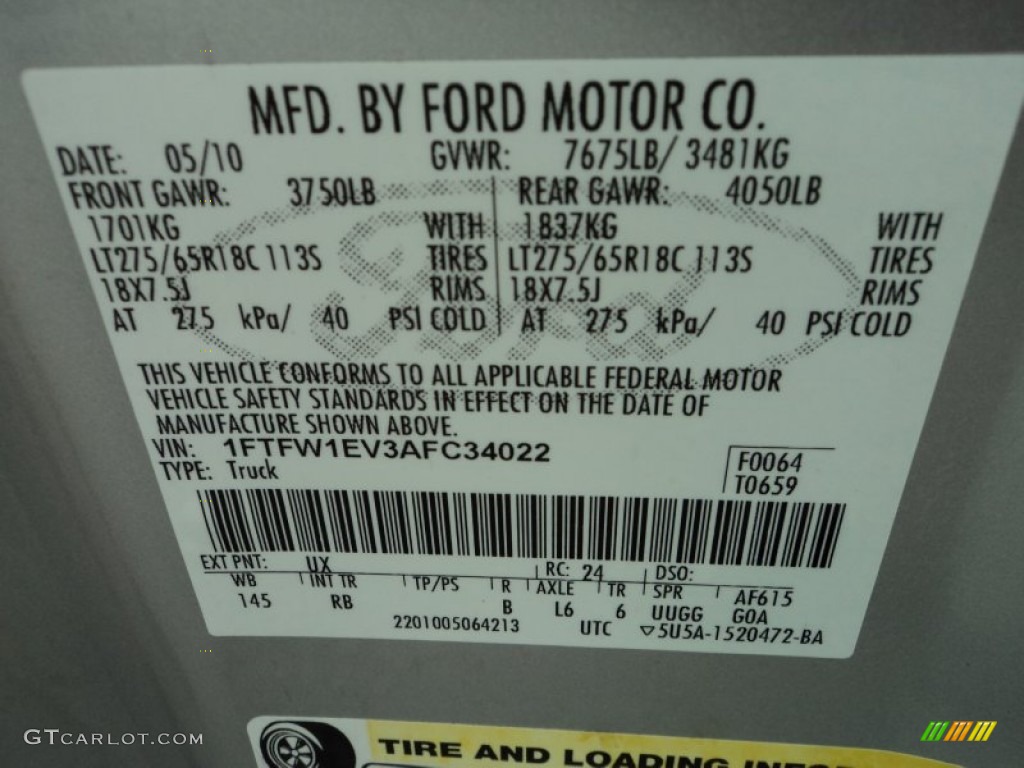 MFD. BY FORD MOTOR CO.
DATE: 05/10 GVWR: 7675LB/ 3481KG
FRONT GAWR: 3750LB REAR GAWR: 4050LB
1701KG WITH 1837KG WITH
LT275/65R18C 113S TIRES LT275/65R18C 113S TIRES
18X7.5J RIMS 18X7.5J RIMS
AT 275 kPa/ 40 PSI COLD AT 275 kPa/ 40 PSI COLD
Ford
THIS VEHICLE CONFORMS TO ALL APPLICABLE FEDERAL MOTOR
VEHICLE SAFETY STANDARDS IN EFFECT ON THE DATE OF
MANUFACTURE SHOWN ABOVE.
VIN: 1FTFW1EV3AFC34022 F0064
TYPE: Truck T0659
EXT PNT: UX RC: 24 DSO:
WB INT TR TP/PS R AXLE TR SPR AF615
145 RB B L6 6 UUGG GOA
2201005064213 UTC ▽5U5A-1520472-BA
GTCARLOT.COM
TIRE AND LOADING